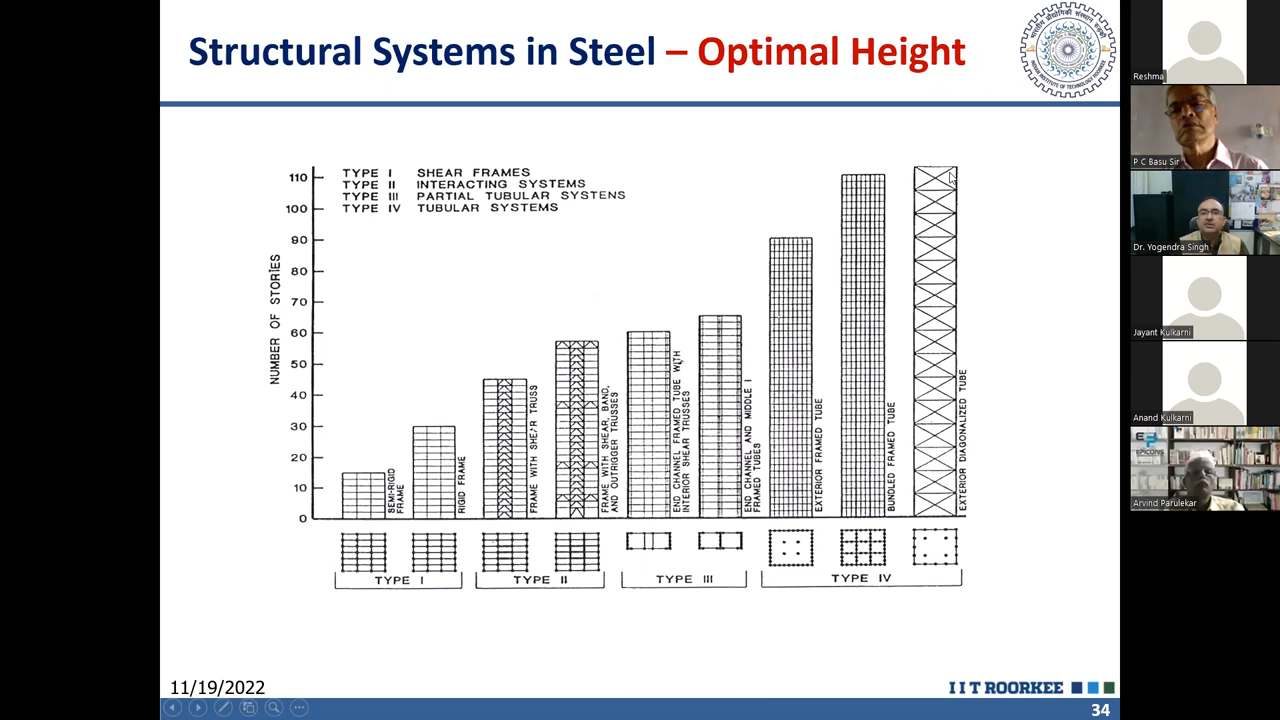 Structural Systems in Steel – Optimal Height
TYPE I SHEAR FRAMES
TYPE II INTERACTING SYSTEMS
TYPE III PARTIAL TUBULAR SYSTENS
TYPE IV TUBULAR SYSTEMS
NUMBER OF STORIES
110
100
90
80
70
60
50
40
30
20
10
0
SEMI-RIGID
FRAME
RIGID FRAME
FRAME WITH SHEAR TRUSS
FRAME WITH SHEAR, BAND,
AND OUTRIGGER TRUSSES
END CHANNEL FRAMED TUBE WITH
INTERIOR SHEAR TRUSSES
END CHANNEL AND MIDDLE I
FRAMED TUBES
EXTERIOR FRAMED TUBE
BUNDLED FRAMED TUBE
EXTERIOR DIAGONALIZED TUBE
TYPE I
TYPE II
TYPE III
TYPE IV
11/19/2022
I I T ROORKEE
34
Reshma
P C Basu Sir
Dr. Yogendra Singh
Jayant Kulkarni
Anand Kulkarni
EPICONS
Arvind Parulekar